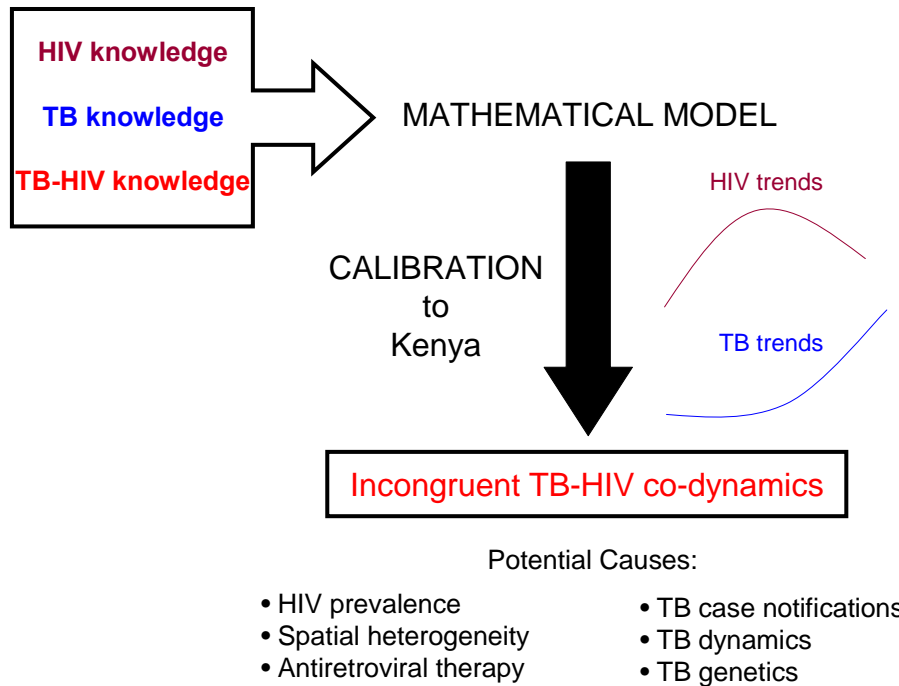 HIV knowledge
TB knowledge
TB-HIV knowledge
MATHEMATICAL MODEL
HIV trends
CALIBRATION
to
Kenya
TB trends
Incongruent TB-HIV co-dynamics
Potential Causes:
• HIV prevalence
• Spatial heterogeneity
• Antiretroviral therapy
• TB case notifications
• TB dynamics
• TB genetics